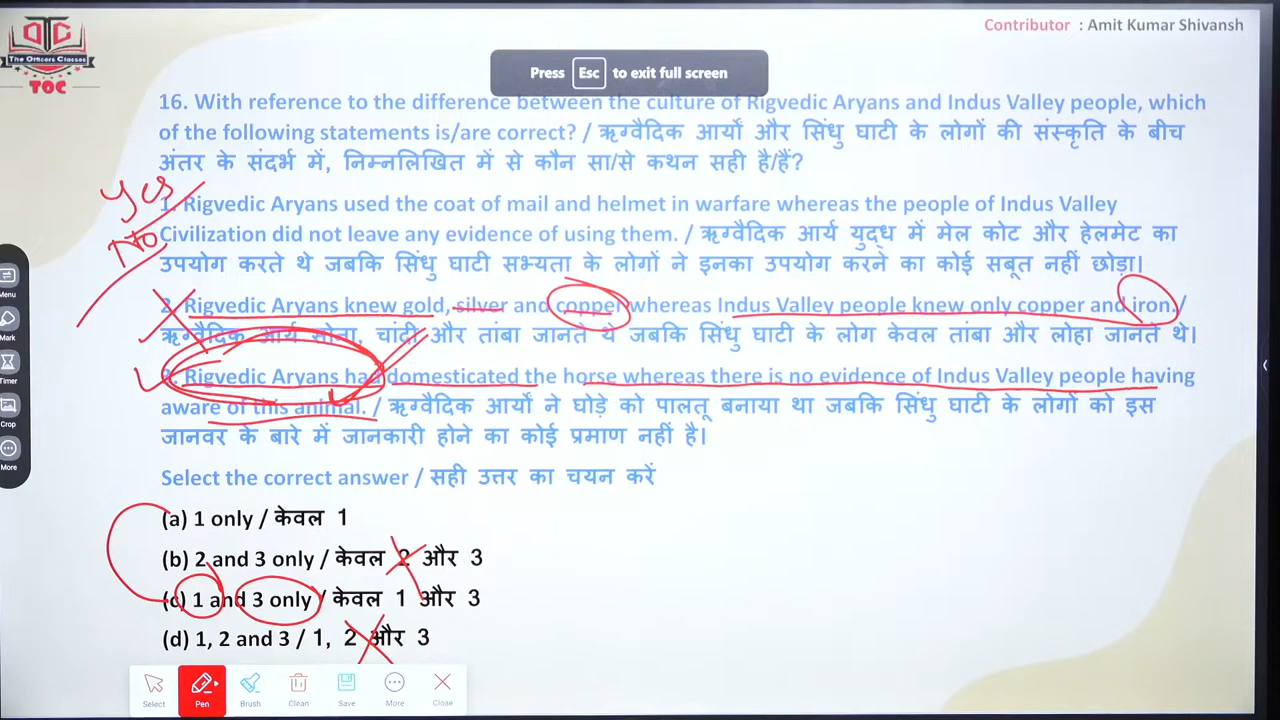 Contributor : Amit Kumar Shivansh
TOC
The Officers Classes
TOC
Press Esc to exit full screen
16. With reference to the difference between the culture of Rigvedic Aryans and Indus Valley people, which
of the following statements is/are correct? / ऋग्वैदिक आर्यों और सिंधु घाटी के लोगों की संस्कृति के बीच
अंतर के संदर्भ में, निम्नलिखित में से कौन सा/से कथन सही है/हैं?
Yes
1. Rigvedic Aryans used the coat of mail and helmet in warfare whereas the people of Indus Valley
No
Civilization did not leave any evidence of using them. / ऋग्वैदिक आर्य युद्ध में मेल कोट और हेलमेट का
उपयोग करते थे जबकि सिंधु घाटी सभ्यता के लोगों ने इनका उपयोग करने का कोई सबूत नहीं छोड़ा।
2. Rigvedic Aryans knew gold, silver and copper whereas Indus Valley people knew only copper and iron. /
ऋग्वैदिक आर्य सोना, चांदी और तांबा जानते थे जबकि सिंधु घाटी के लोग केवल तांबा और लोहा जानते थे।
3. Rigvedic Aryans had domesticated the horse whereas there is no evidence of Indus Valley people having
aware of this animal. / ऋग्वैदिक आर्यों ने घोड़े को पालतू बनाया था जबकि सिंधु घाटी के लोगों को इस
जानवर के बारे में जानकारी होने का कोई प्रमाण नहीं है।
Select the correct answer / सही उत्तर का चयन करें
(a) 1 only / केवल 1
(b) 2 and 3 only / केवल 2 और 3
(c) 1 and 3 only / केवल 1 और 3
(d) 1, 2 and 3 / 1, 2 और 3
Menu
Mark
Timer
Crop
More
Select
Pen
Brush
Clean
Save
More
Close